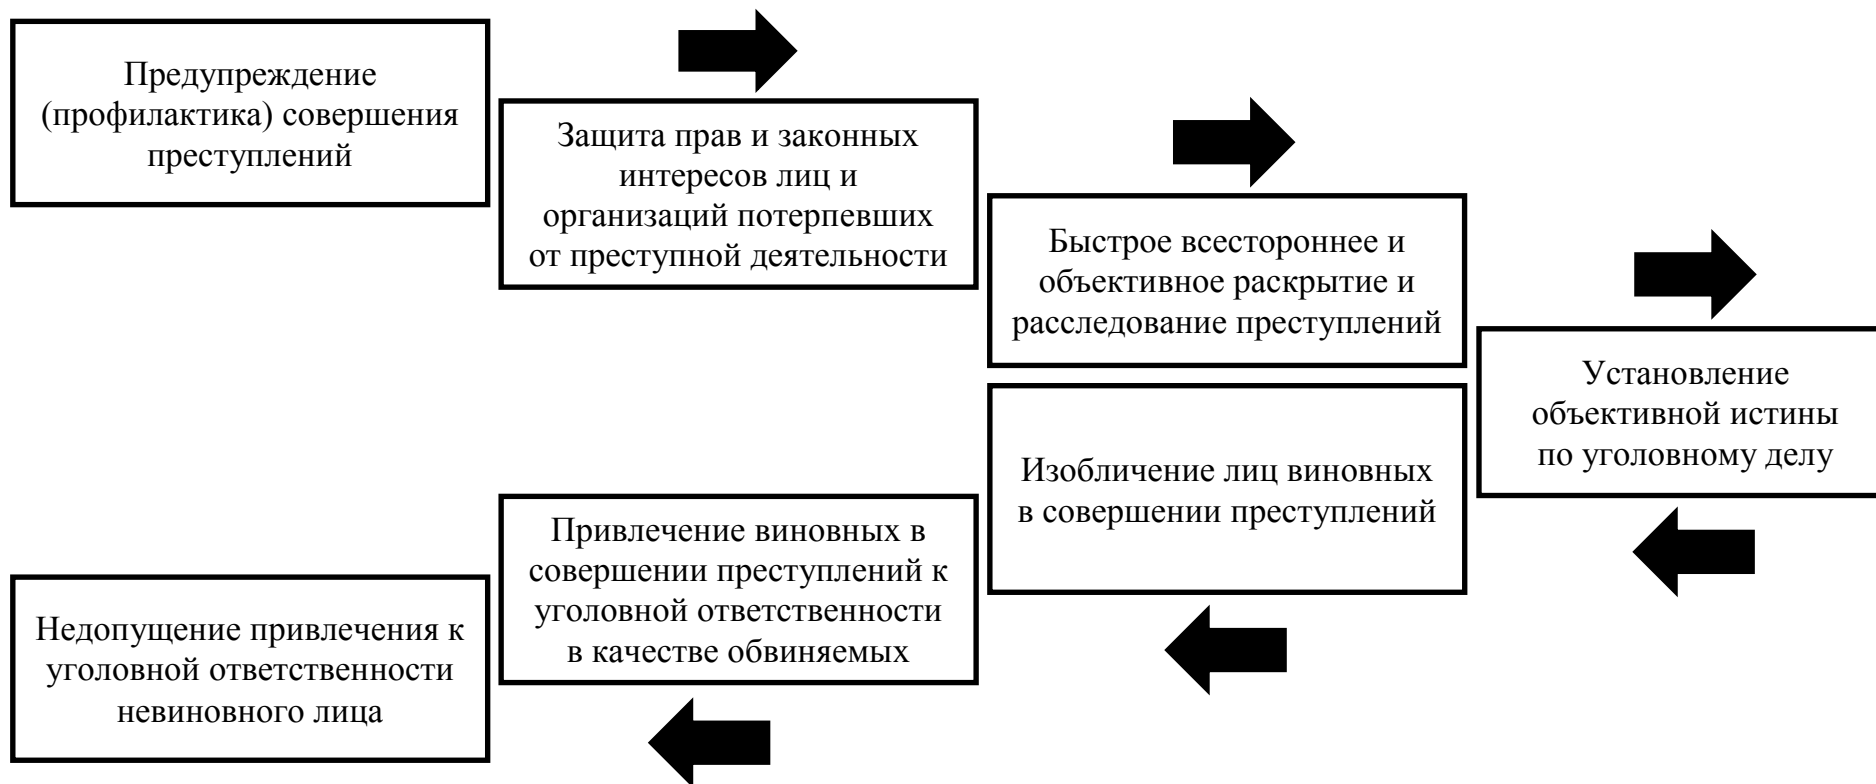 Предупреждение
(профилактика) совершения
преступлений
Защита прав и законных
интересов лиц и
организаций потерпевших
от преступной деятельности
Быстрое всестороннее и
объективное раскрытие и
расследование преступлений
Установление
объективной истины
по уголовному делу
Изобличение лиц виновных
в совершении преступлений
Привлечение виновных в
совершении преступлений к
уголовной ответственности
в качестве обвиняемых
Недопущение привлечения к
уголовной ответственности
невиновного лица